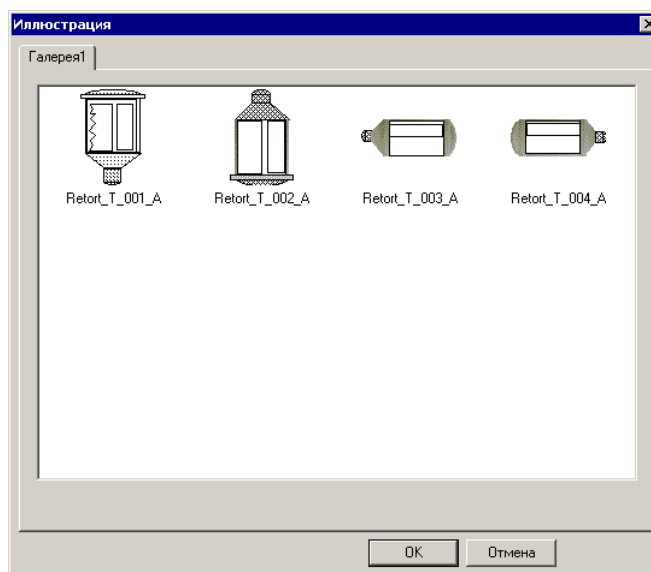 Иллюстрация
Галерея1
Retort_T_001_A Retort_T_002_A Retort_T_003_A Retort_T_004_A
OK Отмена